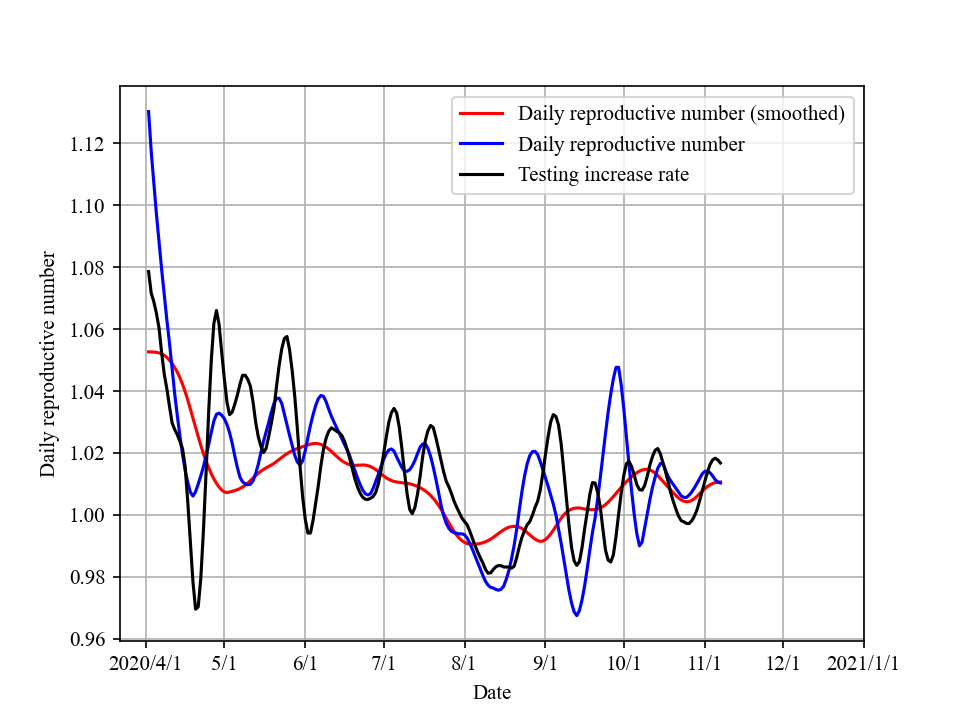 Daily reproductive number (smoothed)
Daily reproductive number
Testing increase rate
Daily reproductive number
1.12
1.10
1.08
1.06
1.04
1.02
1.00
0.98
0.96
2020/4/1 5/1 6/1 7/1 8/1 9/1 10/1 11/1 12/1 2021/1/1
Date